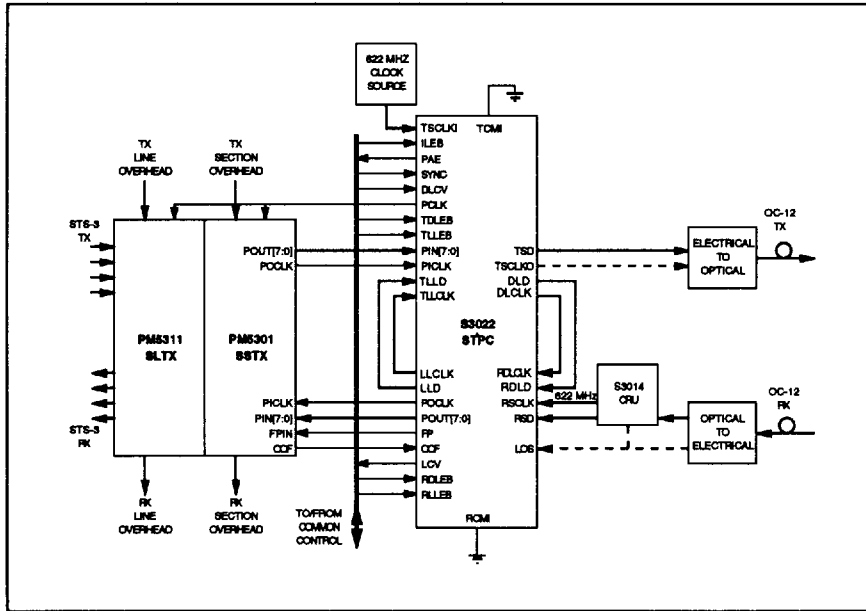 622 MHZ
CLOCK
SOURCE
TX
LINE
OVERHEAD
TX
SECTION
OVERHEAD
STS-3
TX
STS-3
RX
PM5311
SLTX
PM5301
SSTX
POUT[7:0]
POCLK
PICLK
PIN[7:0]
FPIN
OOF
RX
LINE
OVERHEAD
RX
SECTION
OVERHEAD
TO/FROM
COMMON
CONTROL
TSCLKI
ILEB
PAE
SYNC
DLCV
PCLK
TDLEB
TLLEB
PIN[7:0]
PICLK
TLLD
TLLCLK
LLCLK
LLD
POCLK
POUT[7:0]
FP
OOF
LCV
RDLEB
RLLEB
TCMI
S3022
STPC
RCMI
TSD
TSCLKO
DLD
DLCLK
RDLCLK
RDLD
RSCLK
RSD
LOS
622 MHz
S3014
CRU
ELECTRICAL
TO
OPTICAL
OC-12
TX
OPTICAL
TO
ELECTRICAL
OC-12
RX